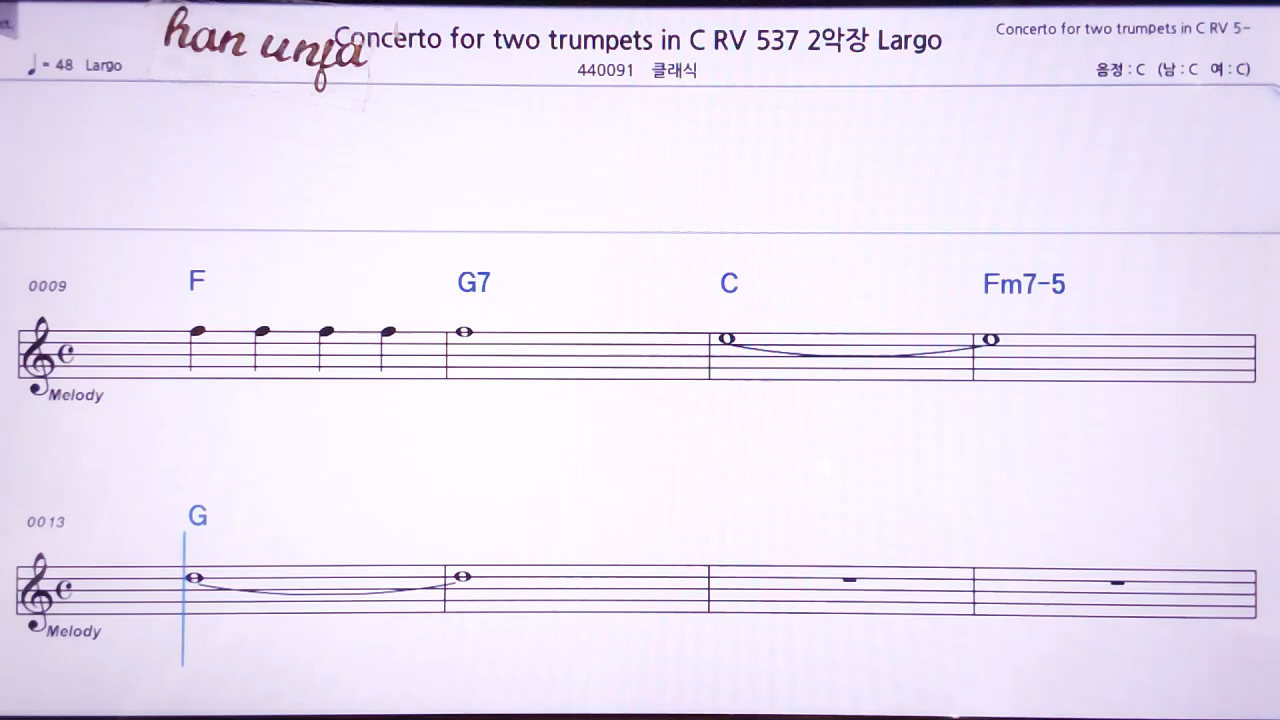 han unfa
Concerto for two trumpets in C RV 537 2악장 Largo
Concerto for two trumpets in C RV 5-
♩ = 48 Largo
440091 클래식
음정 : C (남 : C 여 : C)
0009
F G7 C Fm7-5
Melody
0013
G
Melody